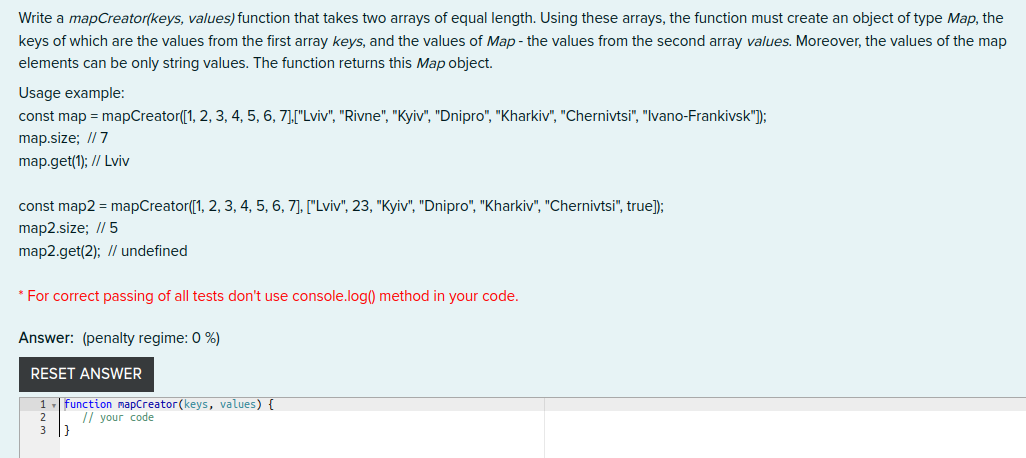 Write a mapCreator(keys, values) function that takes two arrays of equal length. Using these arrays, the function must create an object of type Map, the
keys of which are the values from the first array keys, and the values of Map - the values from the second array values. Moreover, the values of the map
elements can be only string values. The function returns this Map object.
Usage example:
const map = mapCreator([1, 2, 3, 4, 5, 6, 7],["Lviv", "Rivne", "Kyiv", "Dnipro", "Kharkiv", "Chernivtsi", "Ivano-Frankivsk"]);
map.size; // 7
map.get(1); // Lviv
const map2 = mapCreator([1, 2, 3, 4, 5, 6, 7], ["Lviv", 23, "Kyiv", "Dnipro", "Kharkiv", "Chernivtsi", true]);
map2.size; // 5
map2.get(2); // undefined
* For correct passing of all tests don't use console.log() method in your code.
Answer: (penalty regime: 0 %)
RESET ANSWER
1 function mapCreator(keys, values) {
2 // your code
3 }